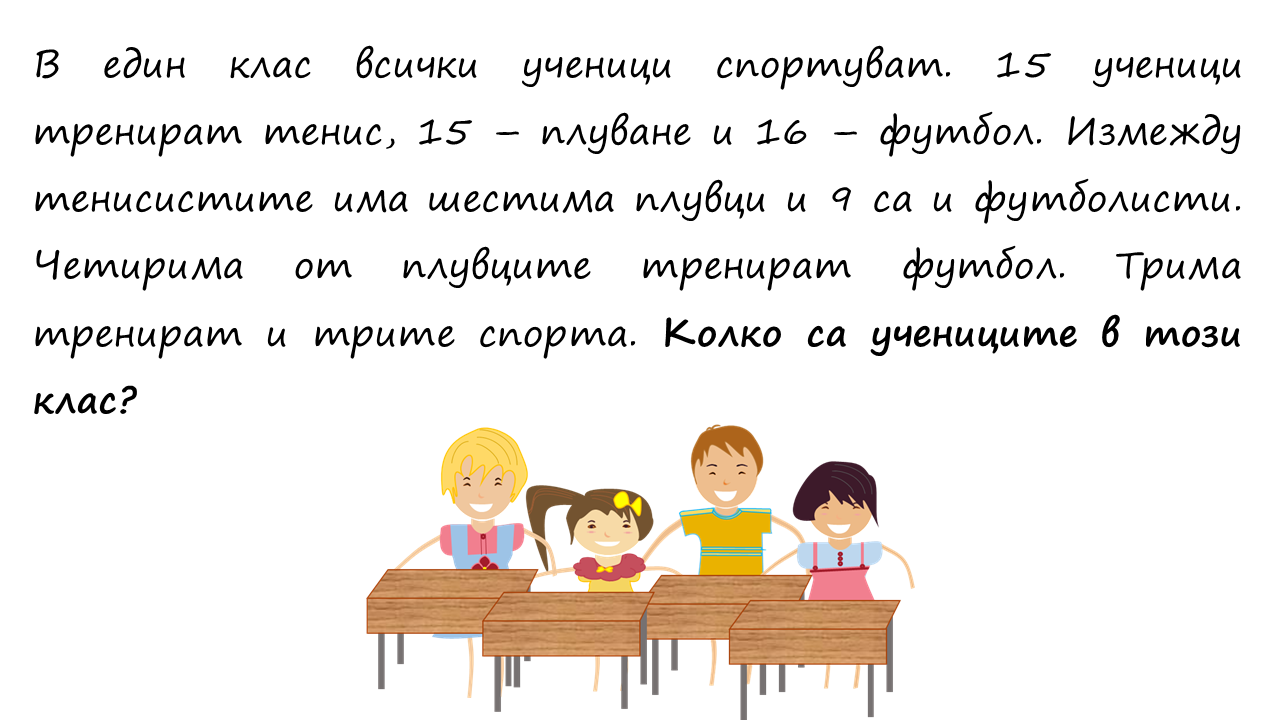 В един клас всички ученици спортуват. 15 ученици
тренират тенис, 15 – плуване и 16 – футбол. Измежду
тенисистите има шестима плувци и 9 са и футболисти.
Четирима от плувците тренират футбол. Трима
тренират и трите спорта. Колко са учениците в този
клас?